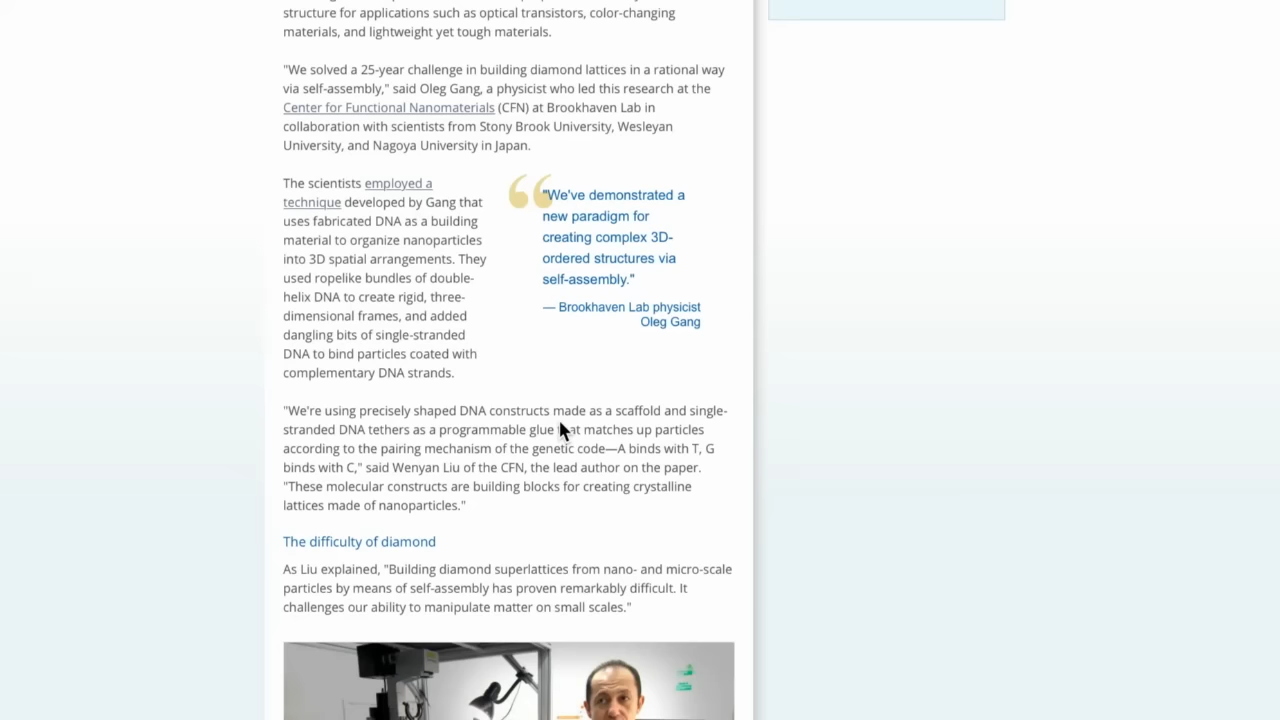 structure for applications such as optical transistors, color-changing
materials, and lightweight yet tough materials.
"We solved a 25-year challenge in building diamond lattices in a rational way
via self-assembly," said Oleg Gang, a physicist who led this research at the
Center for Functional Nanomaterials (CFN) at Brookhaven Lab in
collaboration with scientists from Stony Brook University, Wesleyan
University, and Nagoya University in Japan.
The scientists employed a
technique developed by Gang that
uses fabricated DNA as a building
material to organize nanoparticles
into 3D spatial arrangements. They
used ropelike bundles of double-
helix DNA to create rigid, three-
dimensional frames, and added
dangling bits of single-stranded
DNA to bind particles coated with
complementary DNA strands.
"We've demonstrated a
new paradigm for
creating complex 3D-
ordered structures via
self-assembly."
— Brookhaven Lab physicist
Oleg Gang
"We're using precisely shaped DNA constructs made as a scaffold and single-
stranded DNA tethers as a programmable glue that matches up particles
according to the pairing mechanism of the genetic code—A binds with T, G
binds with C," said Wenyan Liu of the CFN, the lead author on the paper.
"These molecular constructs are building blocks for creating crystalline
lattices made of nanoparticles."
The difficulty of diamond
As Liu explained, "Building diamond superlattices from nano- and micro-scale
particles by means of self-assembly has proven remarkably difficult. It
challenges our ability to manipulate matter on small scales."